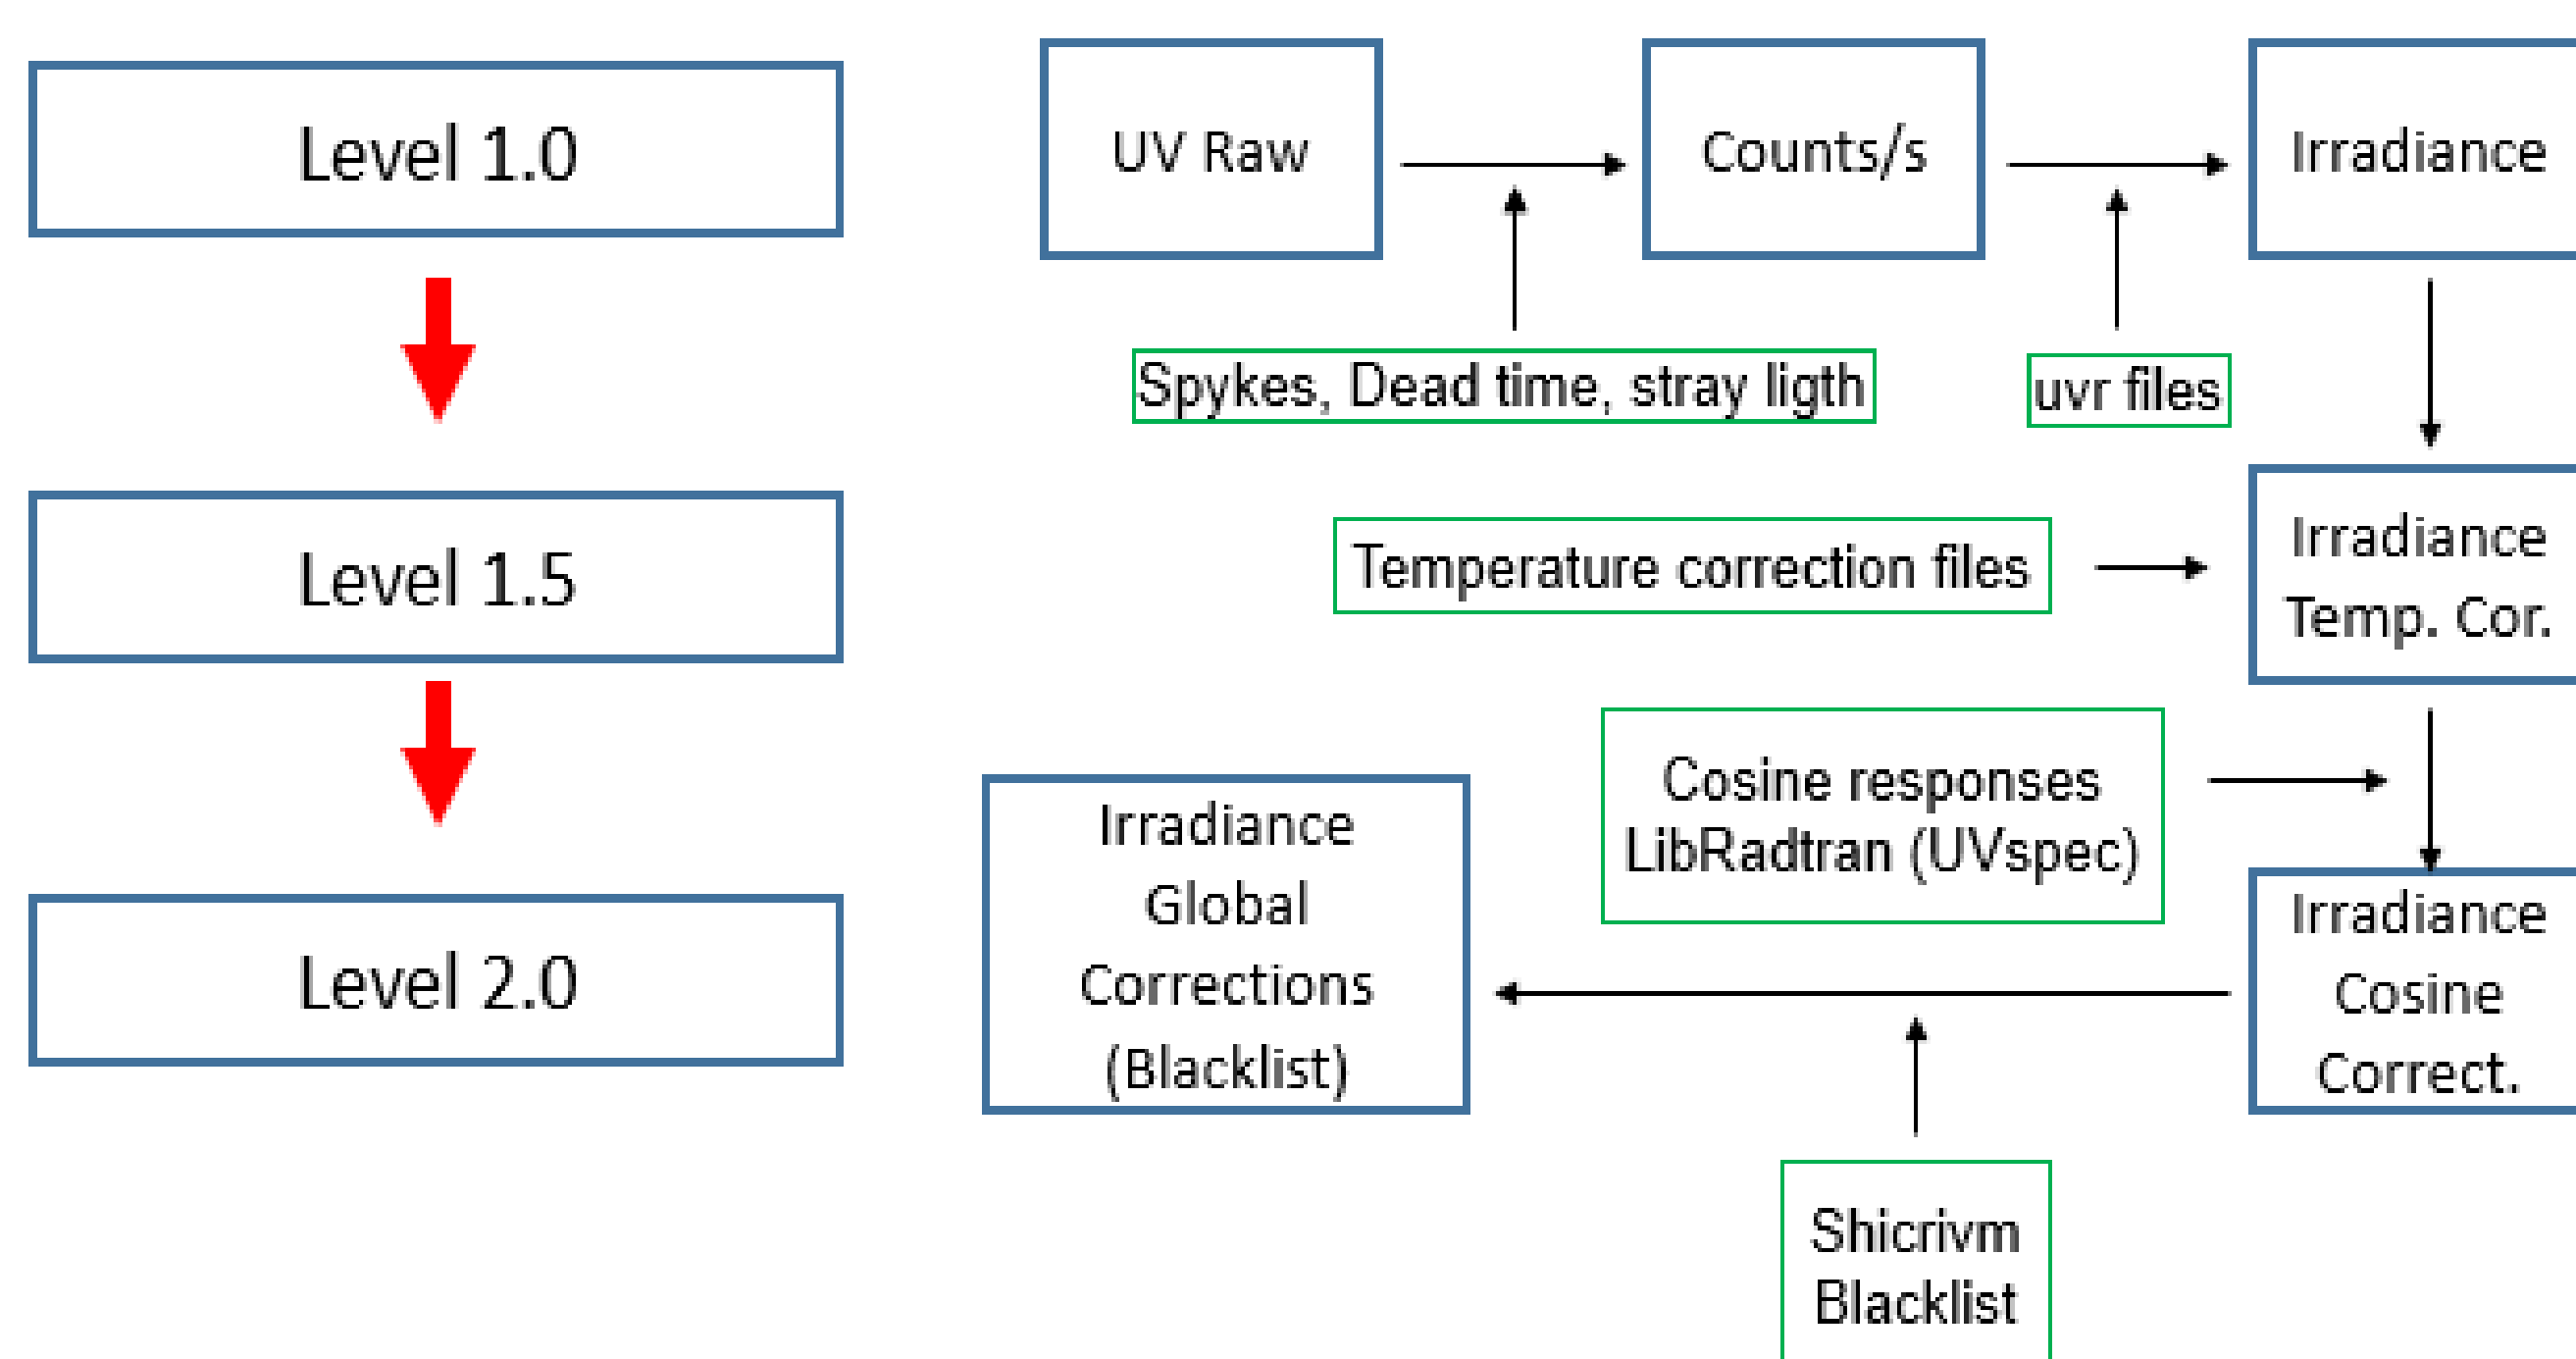 Level 1.0
UV Raw
Counts/s
Irradiance
Spykes, Dead time, stray ligth
uvr files
Level 1.5
Temperature correction files
Irradiance
Temp. Cor.
Cosine responses
LibRadtran (UVspec)
Level 2.0
Irradiance
Global
Corrections
(Blacklist)
Irradiance
Cosine
Correct.
Shicrivm
Blacklist